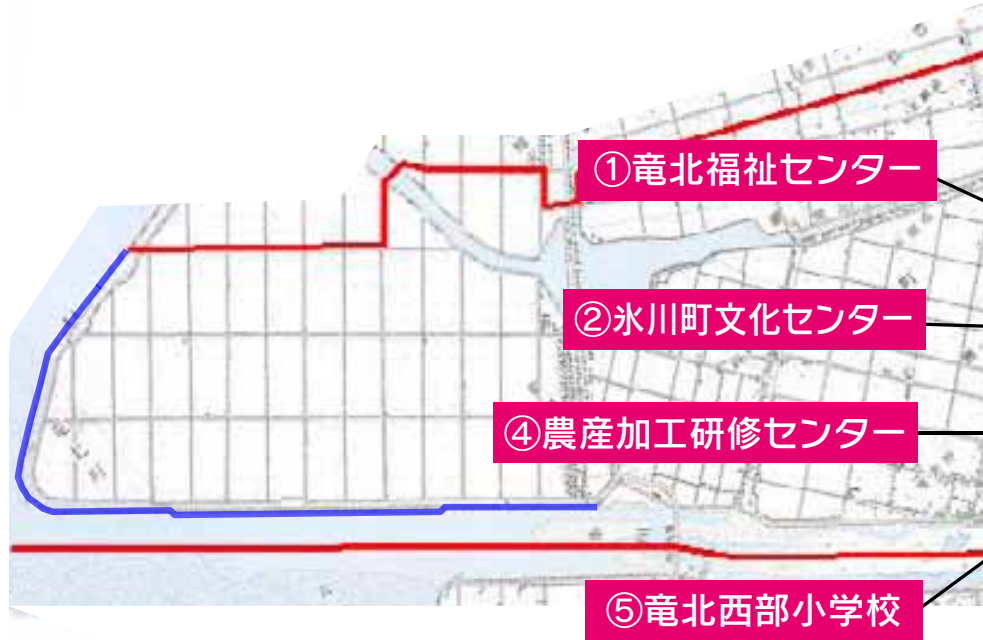 ①竜北福祉センター
②氷川町文化センター
④農産加工研修センター
⑤竜北西部小学校